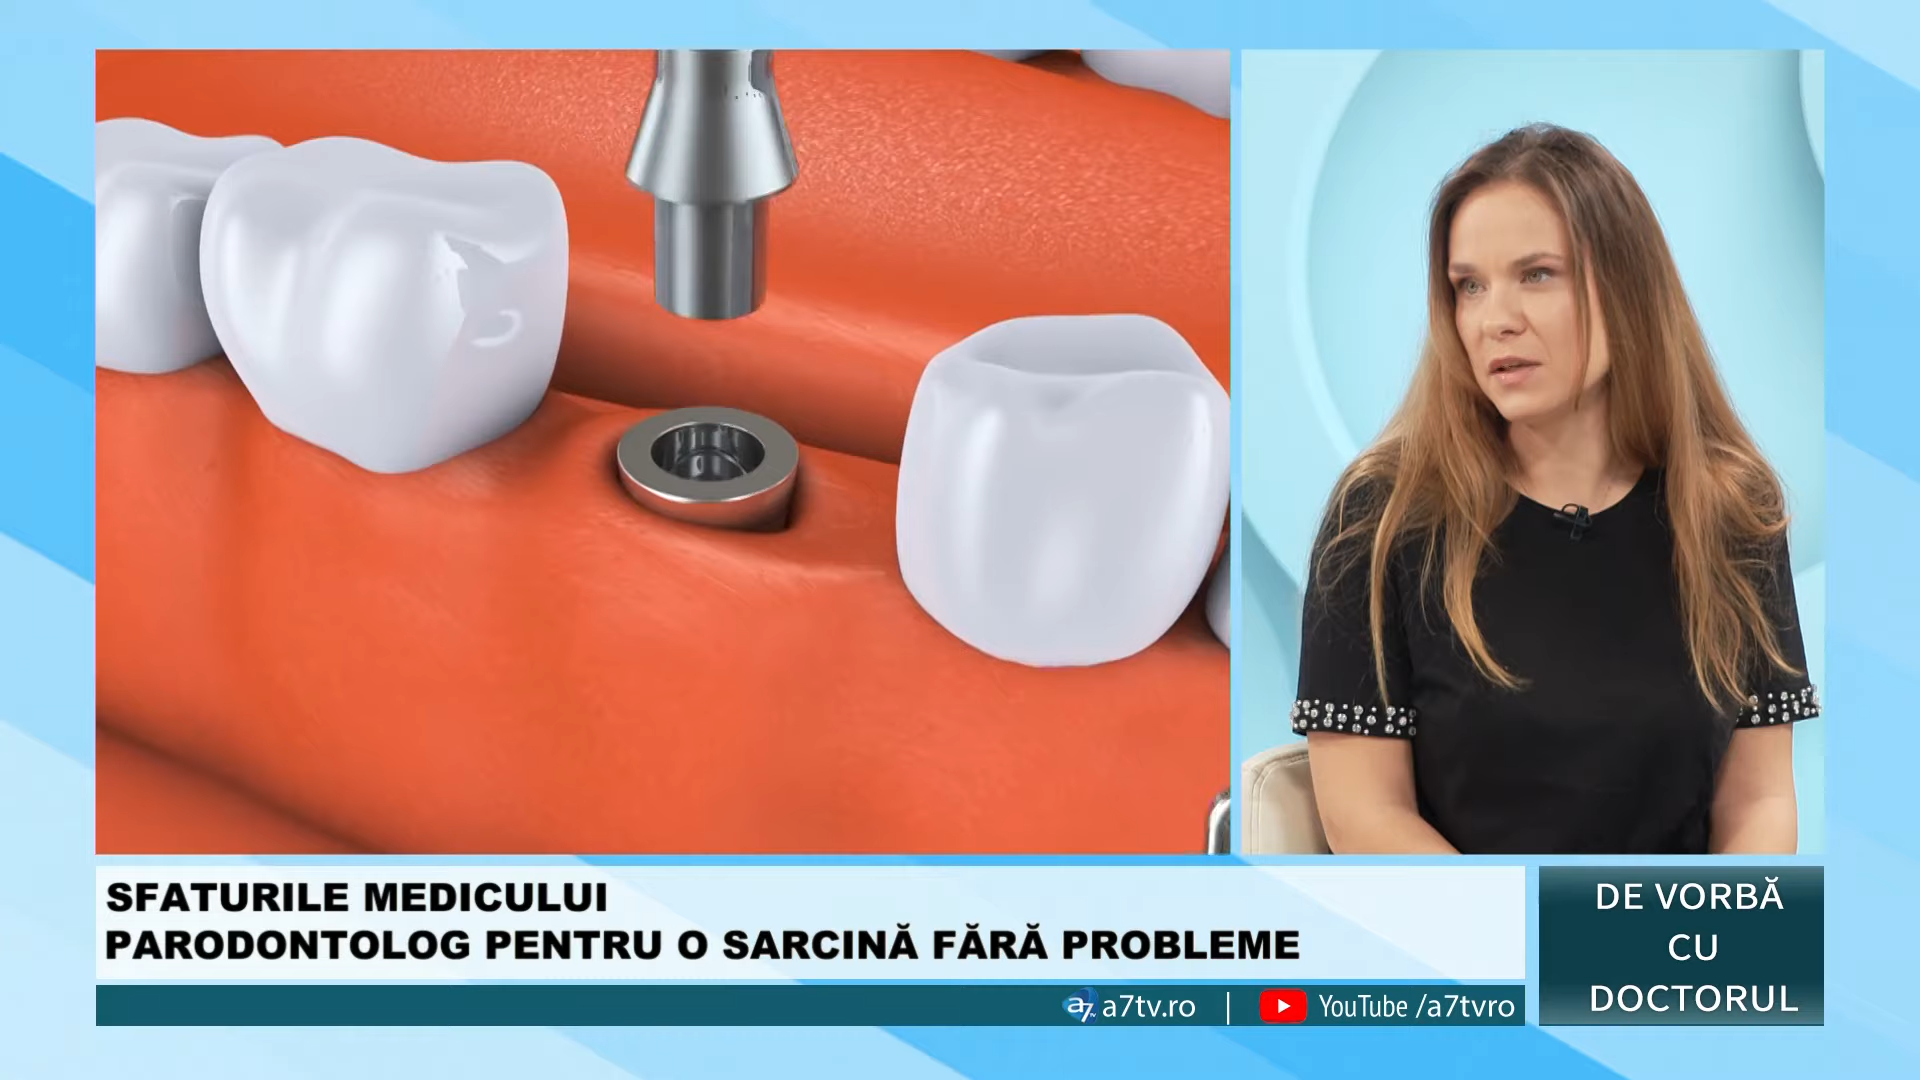 SFATURILE MEDICULUI
PARODONTOLOG PENTRU O SARCINĂ FĂRĂ PROBLEME
a7tv.ro | YouTube /a7tvro
DE VORBĂ
CU
DOCTORUL